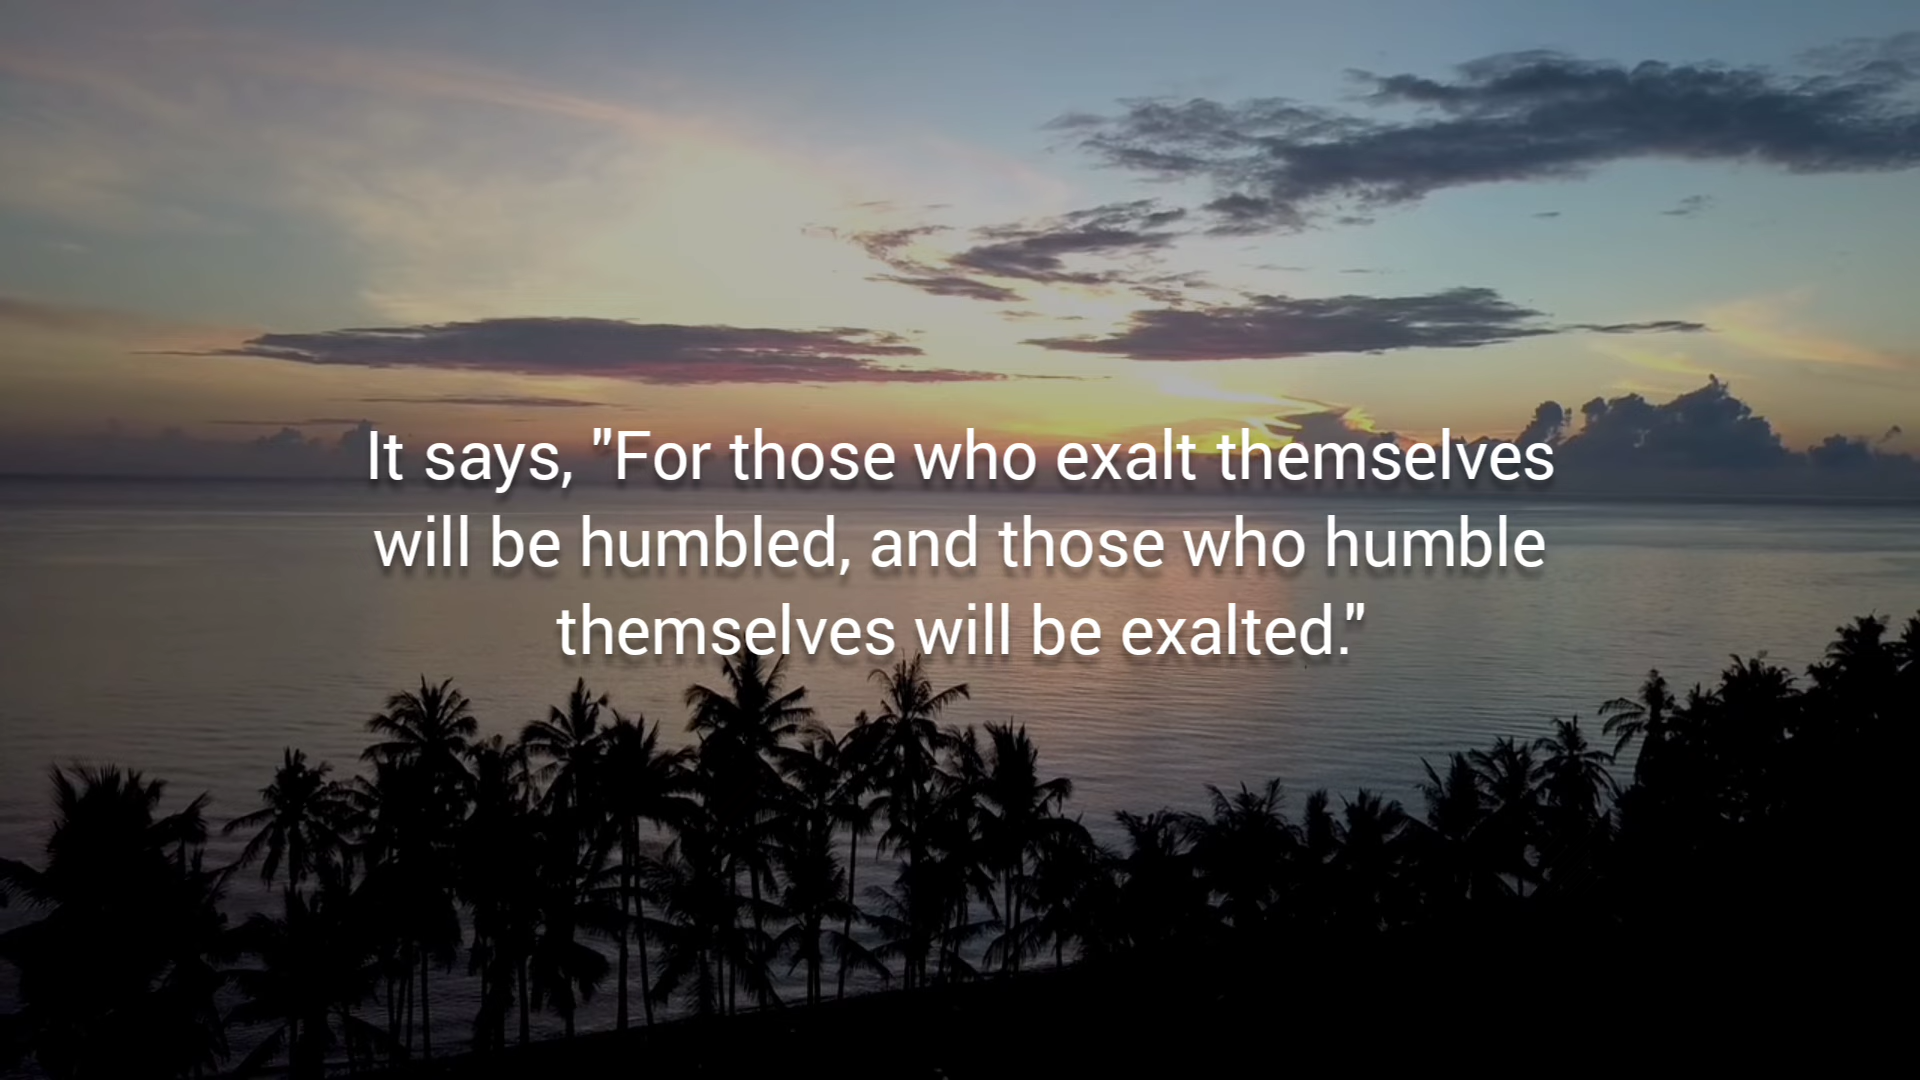 It says, "For those who exalt themselves
will be humbled, and those who humble
themselves will be exalted."